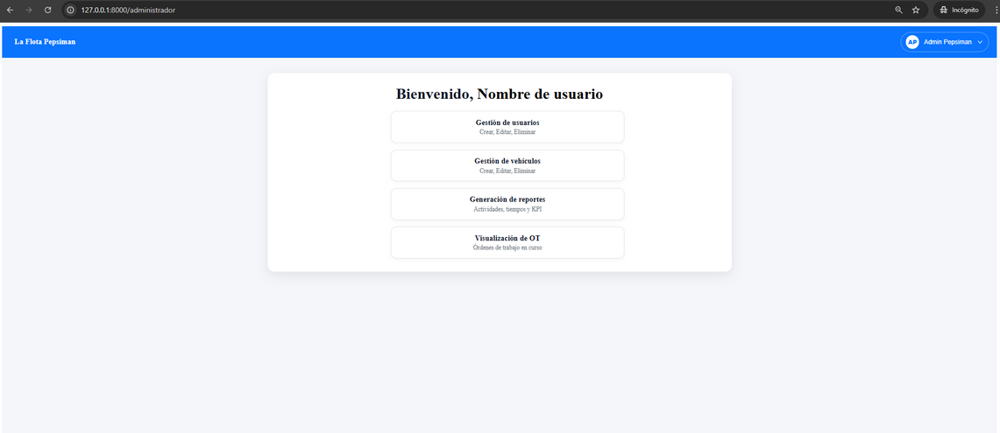 127.0.0.1:8000/administrador
Incógnito
La Flota Pepsiman
AP Admin Pepsiman
Bienvenido, Nombre de usuario
Gestión de usuarios
Crear, Editar, Eliminar
Gestión de vehículos
Crear, Editar, Eliminar
Generación de reportes
Actividades, tiempos y KPI
Visualización de OT
Órdenes de trabajo en curso